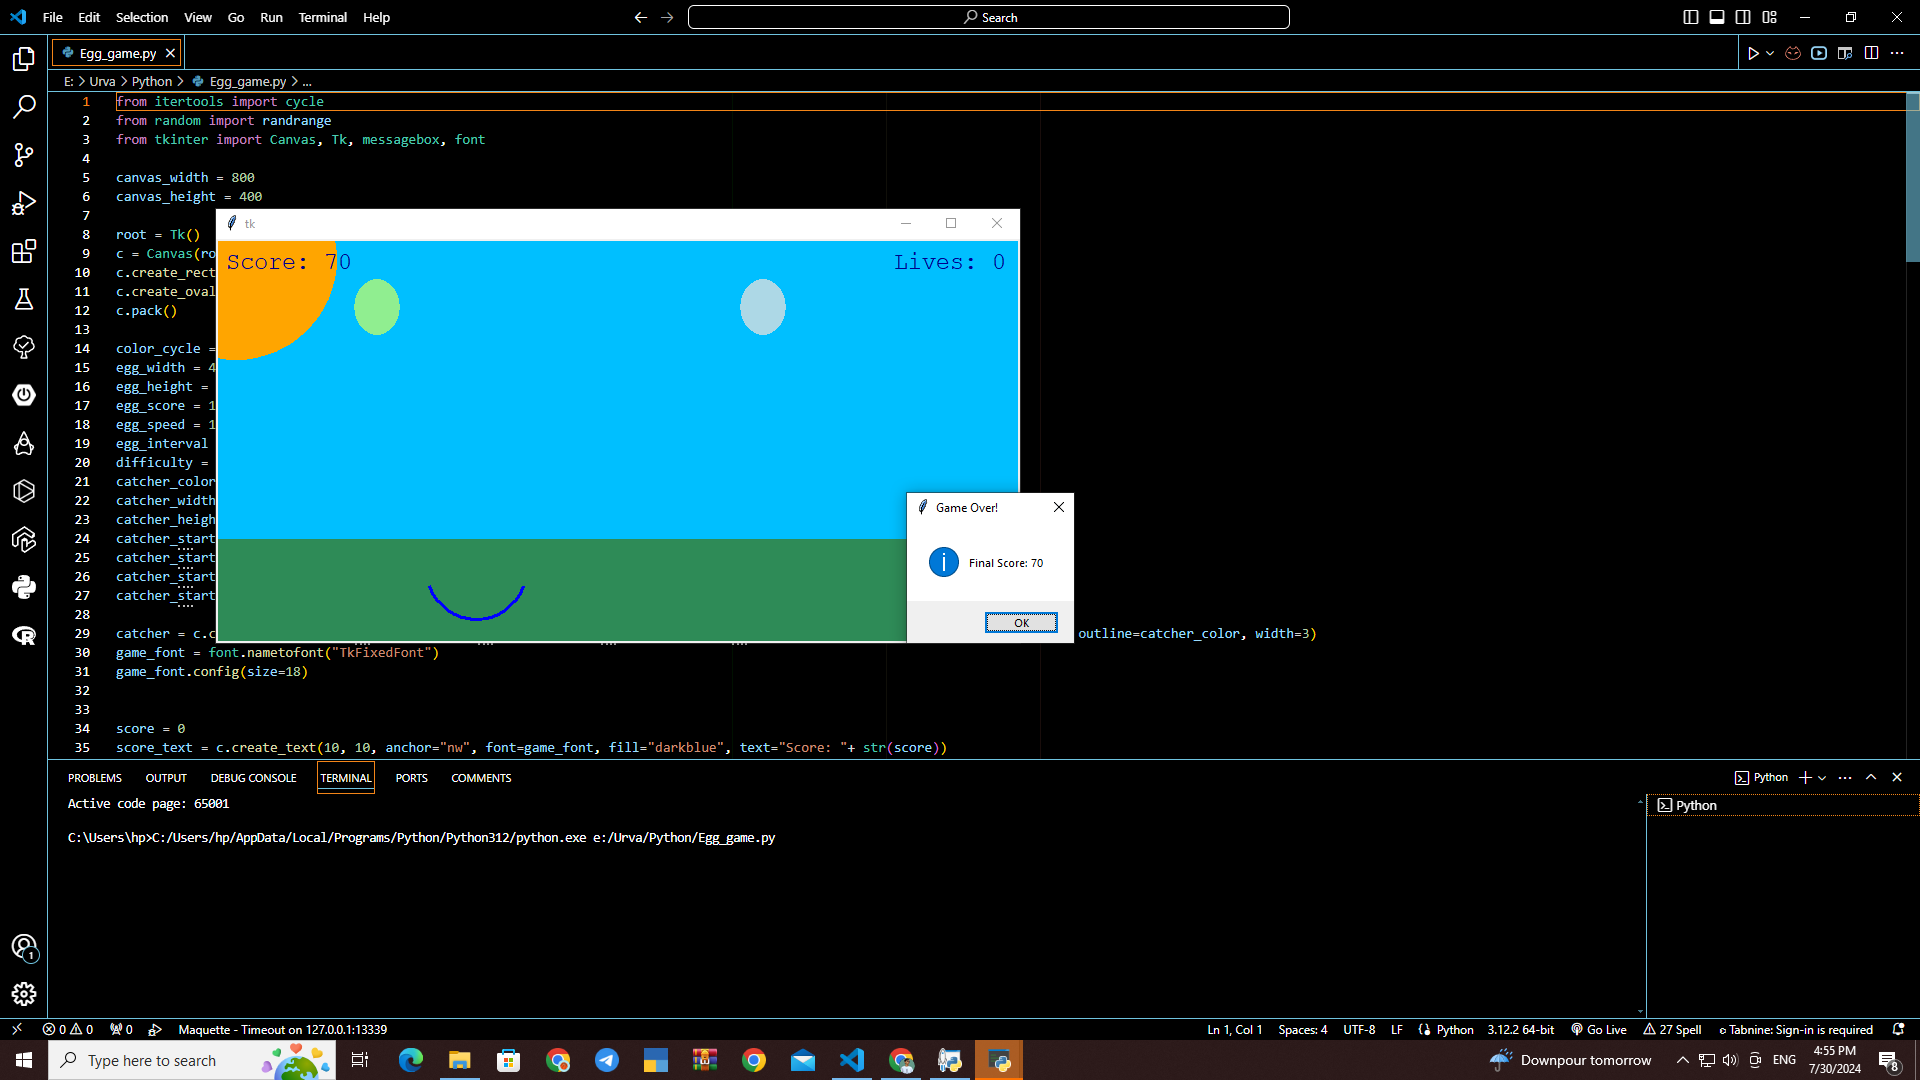 File Edit Selection View Go Run Terminal Help
Search
Egg_game.py
E: > Urva > Python > Egg_game.py > ...
1 from itertools import cycle
2 from random import randrange
3 from tkinter import Canvas, Tk, messagebox, font
4
5 canvas_width = 800
6 canvas_height = 400
7
8 root = Tk()
9 c = Canvas(ro
10 c.create_rect
11 c.create_oval
12 c.pack()
13
14 color_cycle =
15 egg_width = 4
16 egg_height =
17 egg_score = 1
18 egg_speed = 1
19 egg_interval
20 difficulty =
21 catcher_color
22 catcher_width
23 catcher_heigh
24 catcher_start
25 catcher_start
26 catcher_start
27 catcher_start
28
29 catcher = c.c outline=catcher_color, width=3)
30 game_font = font.nametofont("TkFixedFont")
31 game_font.config(size=18)
32
33
34 score = 0
35 score_text = c.create_text(10, 10, anchor="nw", font=game_font, fill="darkblue", text="Score: "+ str(score))
tk
Score: 70 Lives: 0
Game Over!
Final Score: 70
OK
PROBLEMS OUTPUT DEBUG CONSOLE TERMINAL PORTS COMMENTS
Python
Active code page: 65001
Python
C:\Users\hp>C:/Users/hp/AppData/Local/Programs/Python/Python312/python.exe e:/Urva/Python/Egg_game.py
1
0 0 0 Maquette - Timeout on 127.0.0.1:13339 Ln 1, Col 1 Spaces: 4 UTF-8 LF Python 3.12.2 64-bit Go Live 27 Spell Tabnine: Sign-in is required
Type here to search Downpour tomorrow ENG 4:55 PM
7/30/2024 8